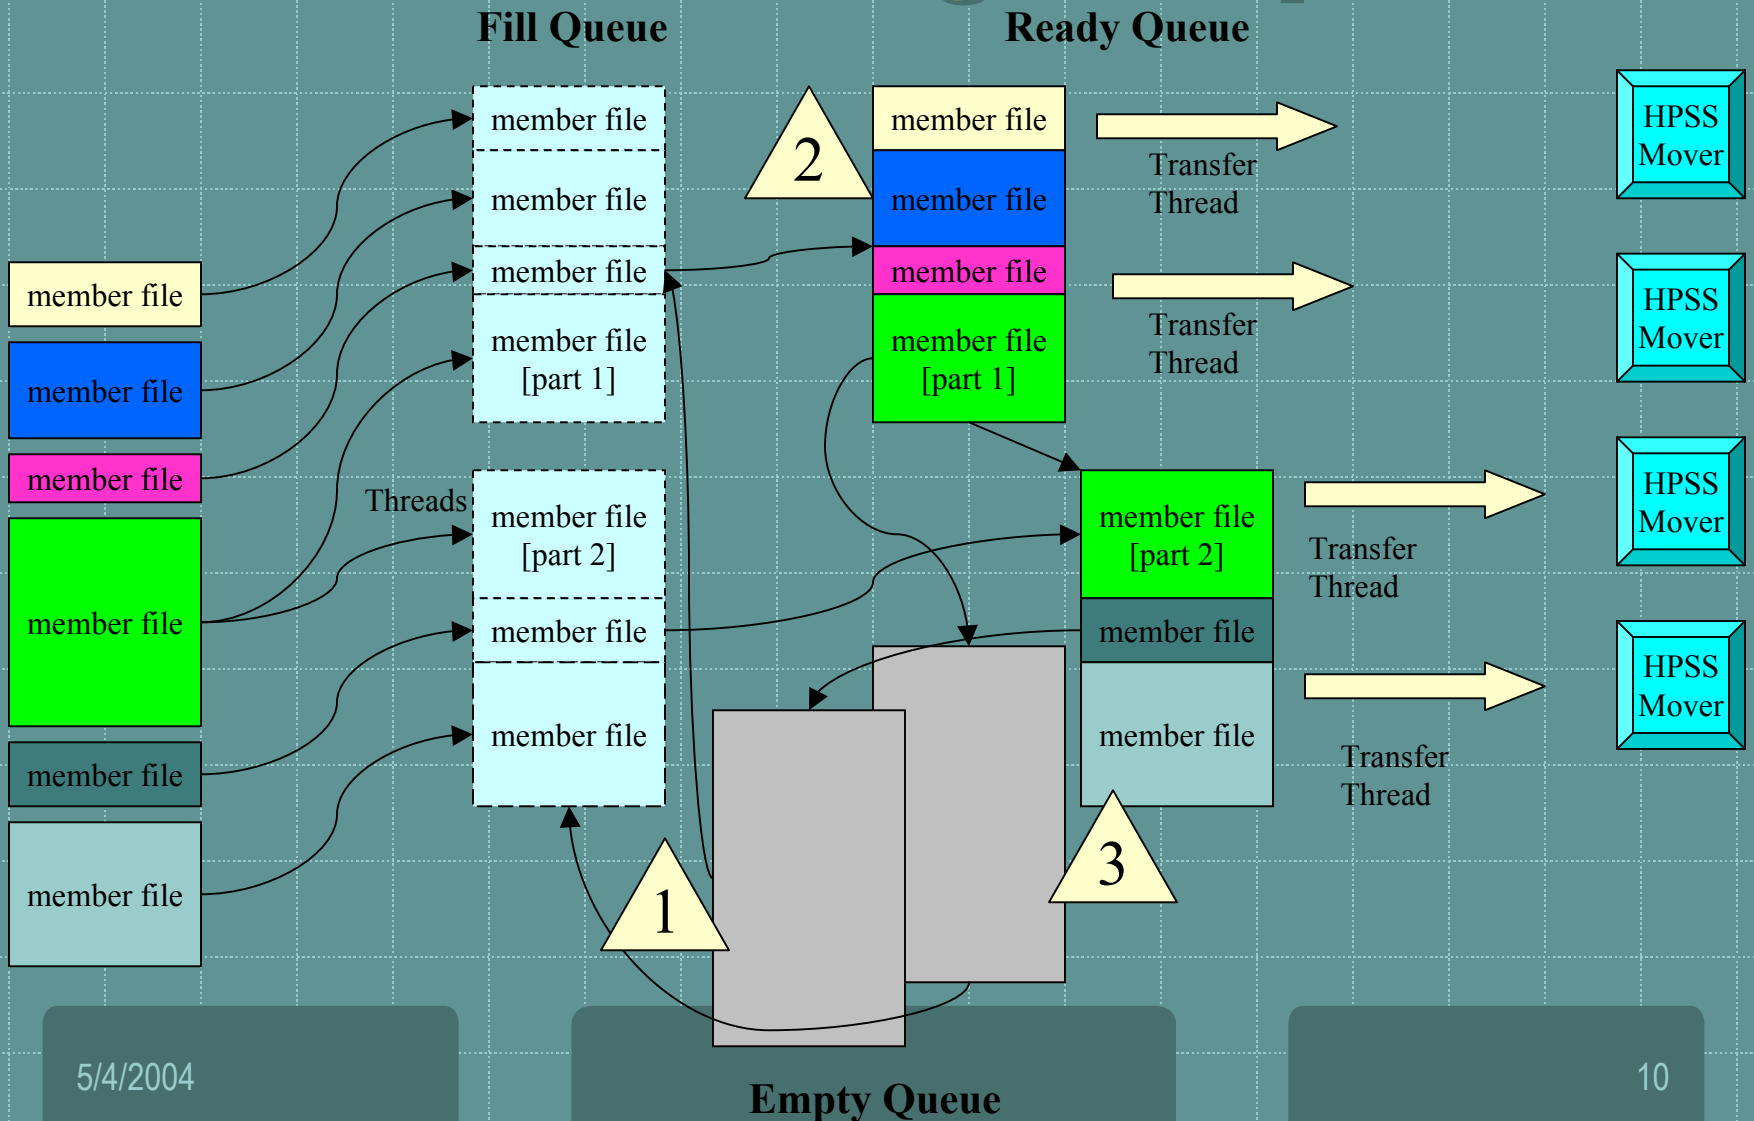 Fill Queue
Ready Queue
member file
member file
member file
member file
member file
member file
member file
member file
member file
member file
[part 1]
Threads
member file
[part 2]
member file
member file
2
member file
member file
member file
member file
[part 1]
member file
[part 2]
member file
member file
1
3
Transfer
Thread
Transfer
Thread
Transfer
Thread
Transfer
Thread
HPSS
Mover
HPSS
Mover
HPSS
Mover
HPSS
Mover
Empty Queue
5/4/2004
10